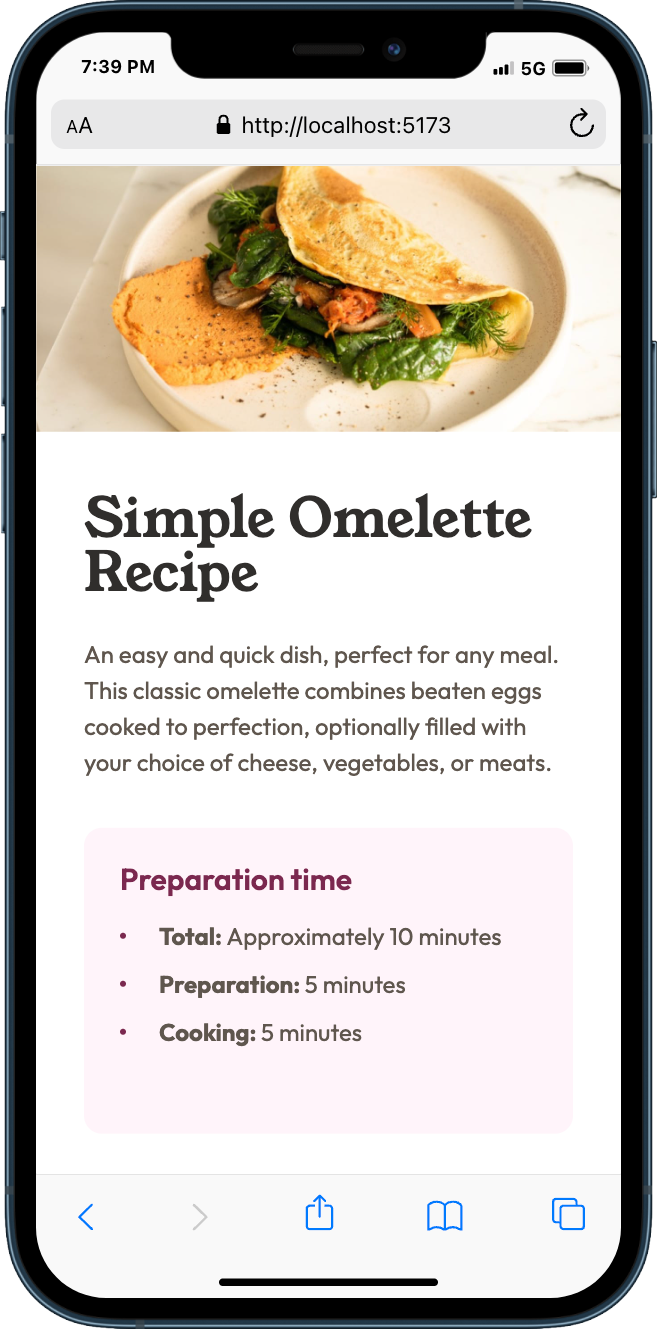 7:39 PM
5G
AA
http://localhost:5173
Simple Omelette
Recipe
An easy and quick dish, perfect for any meal.
This classic omelette combines beaten eggs
cooked to perfection, optionally filled with
your choice of cheese, vegetables, or meats.
Preparation time
• Total: Approximately 10 minutes
• Preparation: 5 minutes
• Cooking: 5 minutes